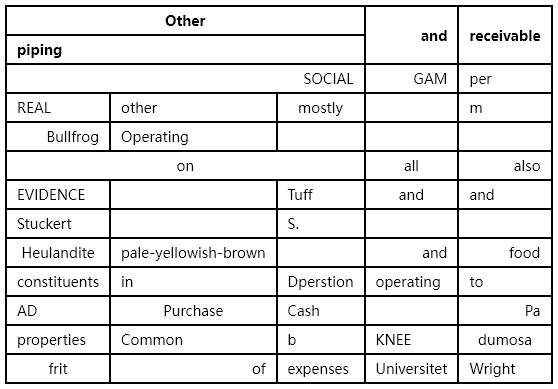 Other and receivable
piping
SOCIAL GAM per
REAL other mostly m
Bullfrog Operating
on all also
EVIDENCE Tuff and and
Stuckert S.
Heulandite pale-yellowish-brown and food
constituents in Dperstion operating to
AD Purchase Cash Pa
properties Common b KNEE dumosa
frit of expenses Universitet Wright